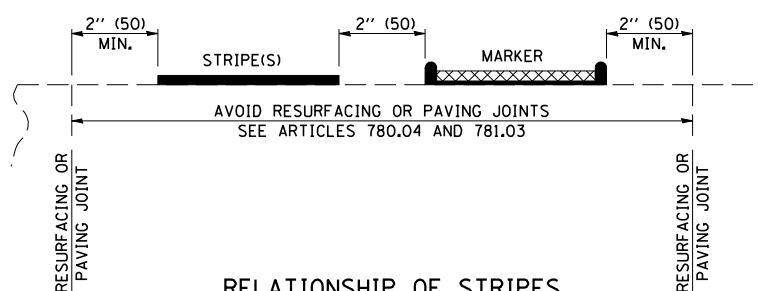 2'' (50)
MIN.
2'' (50)
2'' (50)
MIN.
STRIPE(S)
MARKER
AVOID RESURFACING OR PAVING JOINTS
SEE ARTICLES 780.04 AND 781.03
RESURFACING OR
PAVING JOINT
RESURFACING OR
PAVING JOINT
RELATIONSHIP OF STRIPES